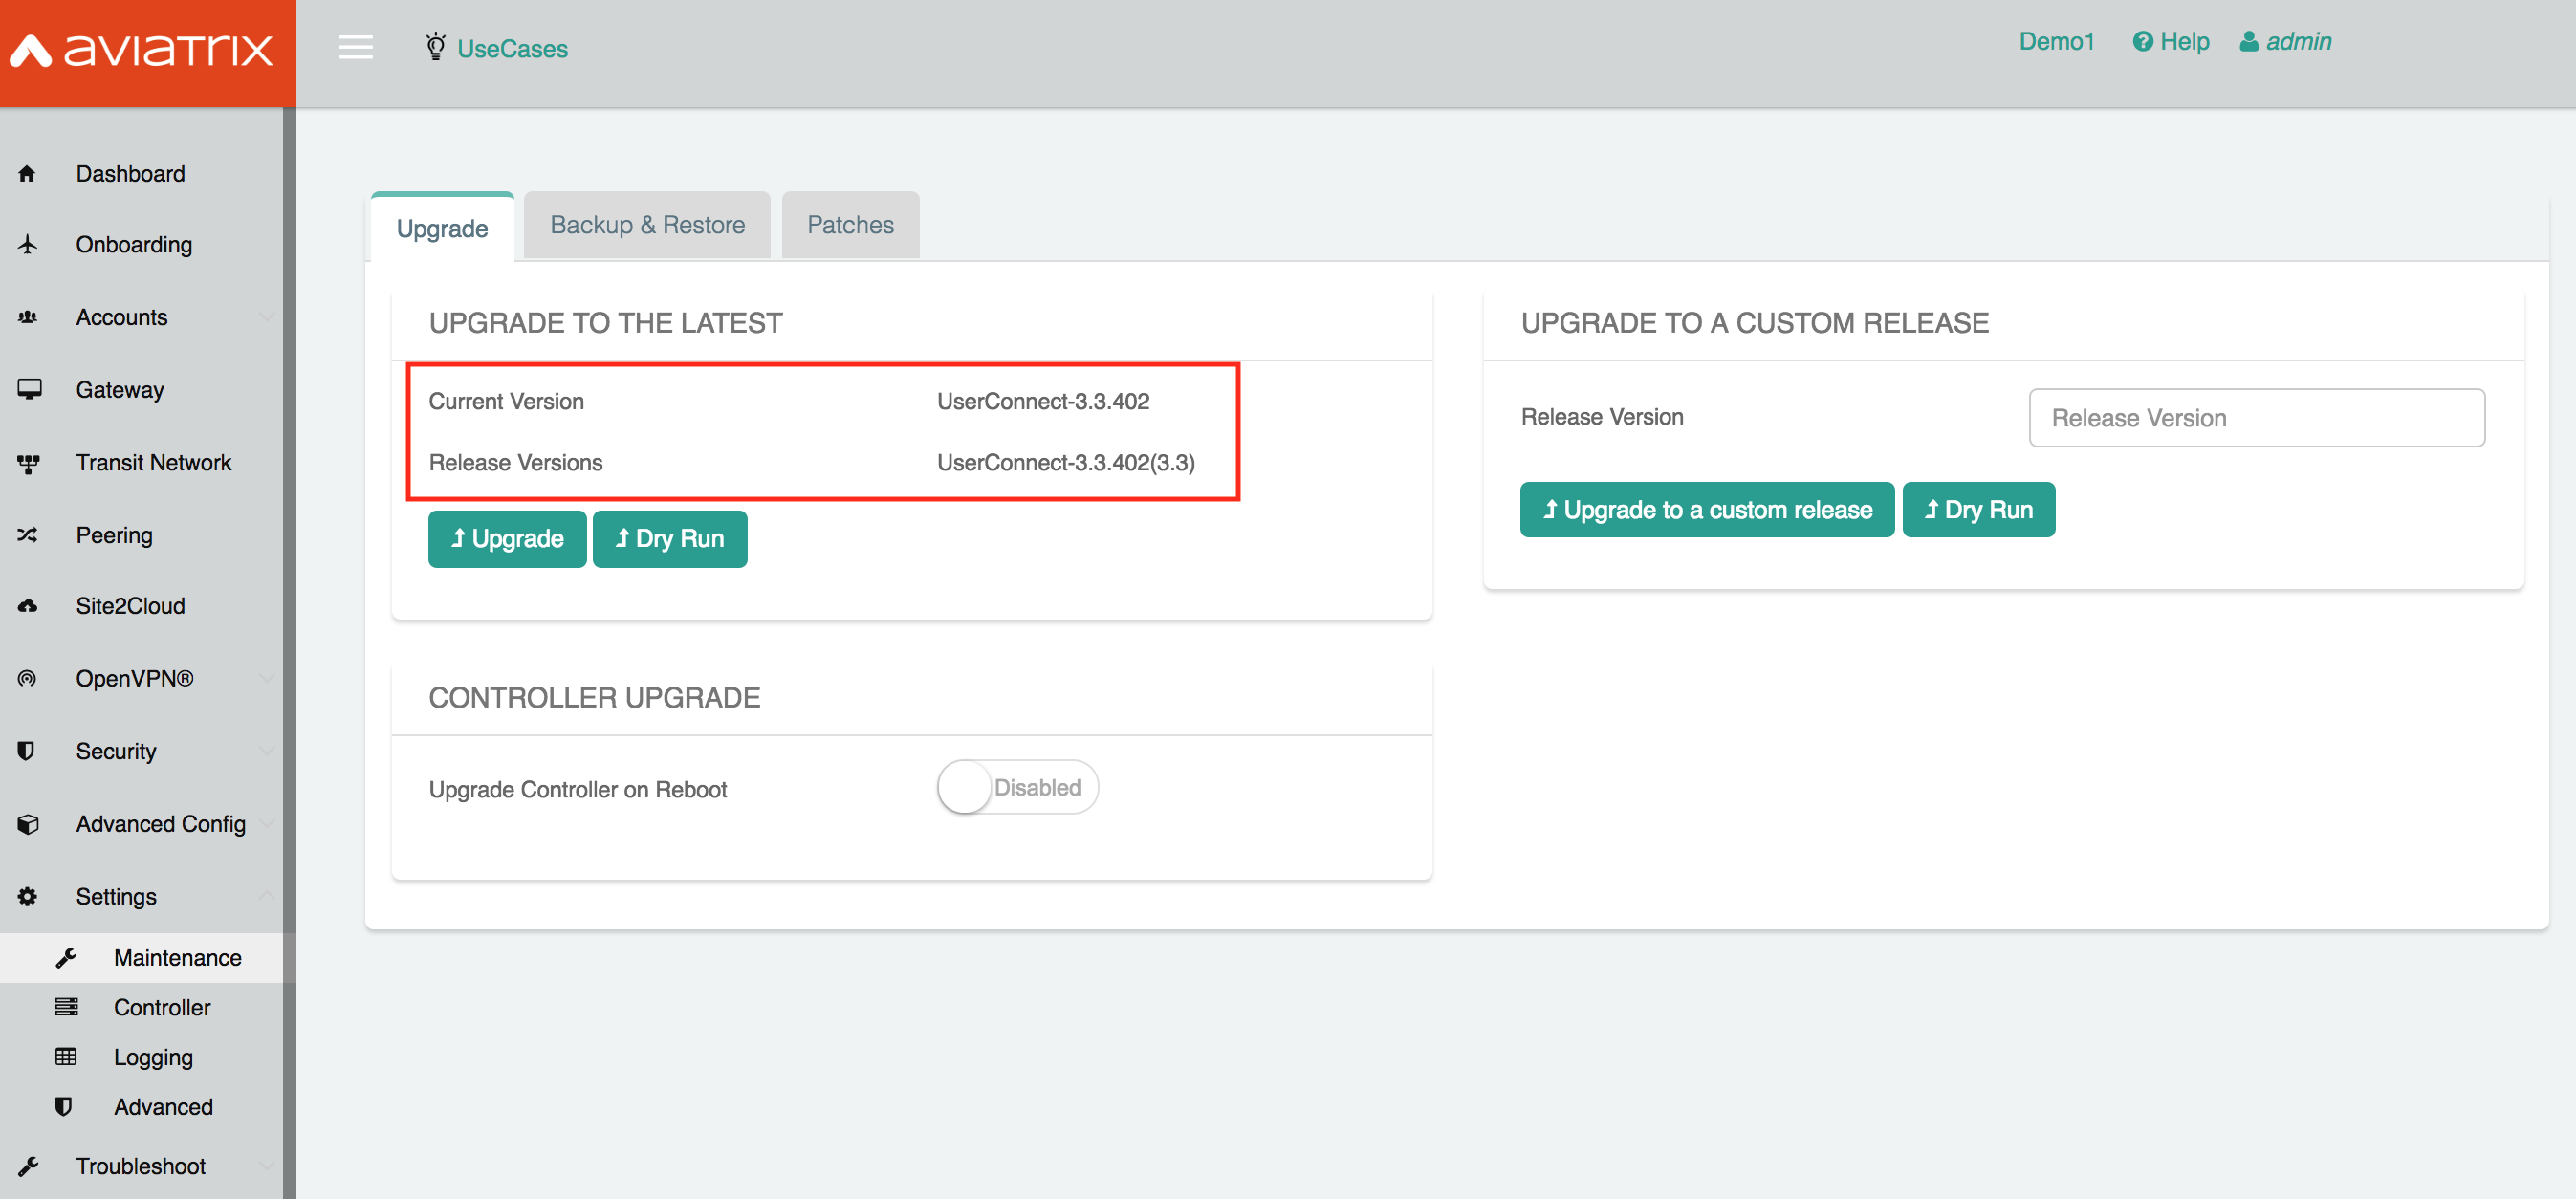 aviatrix
UseCases
Demo1
Help
admin
Dashboard
Onboarding
Accounts
Gateway
Transit Network
Peering
Site2Cloud
OpenVPN®
Security
Advanced Config
Settings
Maintenance
Controller
Logging
Advanced
Troubleshoot
Upgrade
Backup & Restore
Patches
UPGRADE TO THE LATEST
Current Version UserConnect-3.3.402
Release Versions UserConnect-3.3.402(3.3)
Upgrade
Dry Run
UPGRADE TO A CUSTOM RELEASE
Release Version
Release Version
Upgrade to a custom release
Dry Run
CONTROLLER UPGRADE
Upgrade Controller on Reboot
Disabled